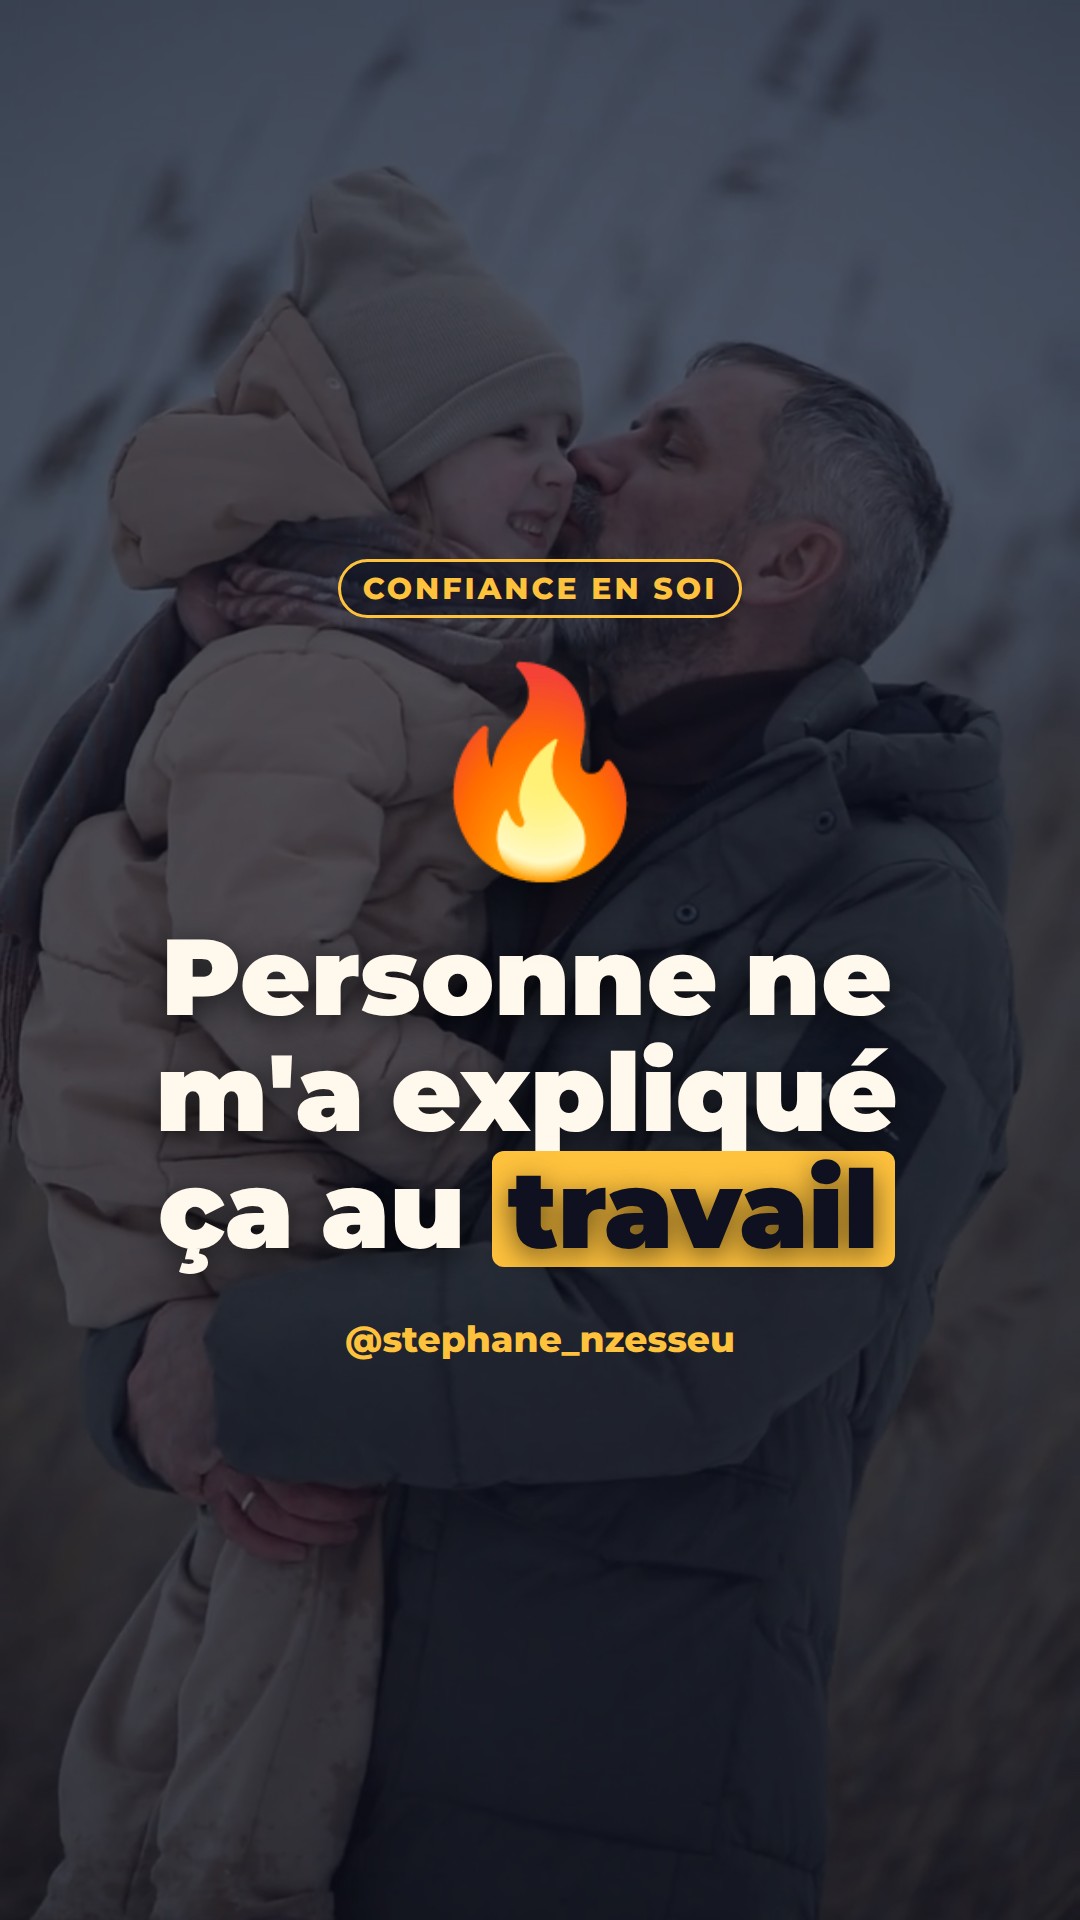 CONFIANCE EN SOI
Personne ne
m'a expliqué
ça au travail
@stephane_nzesseu